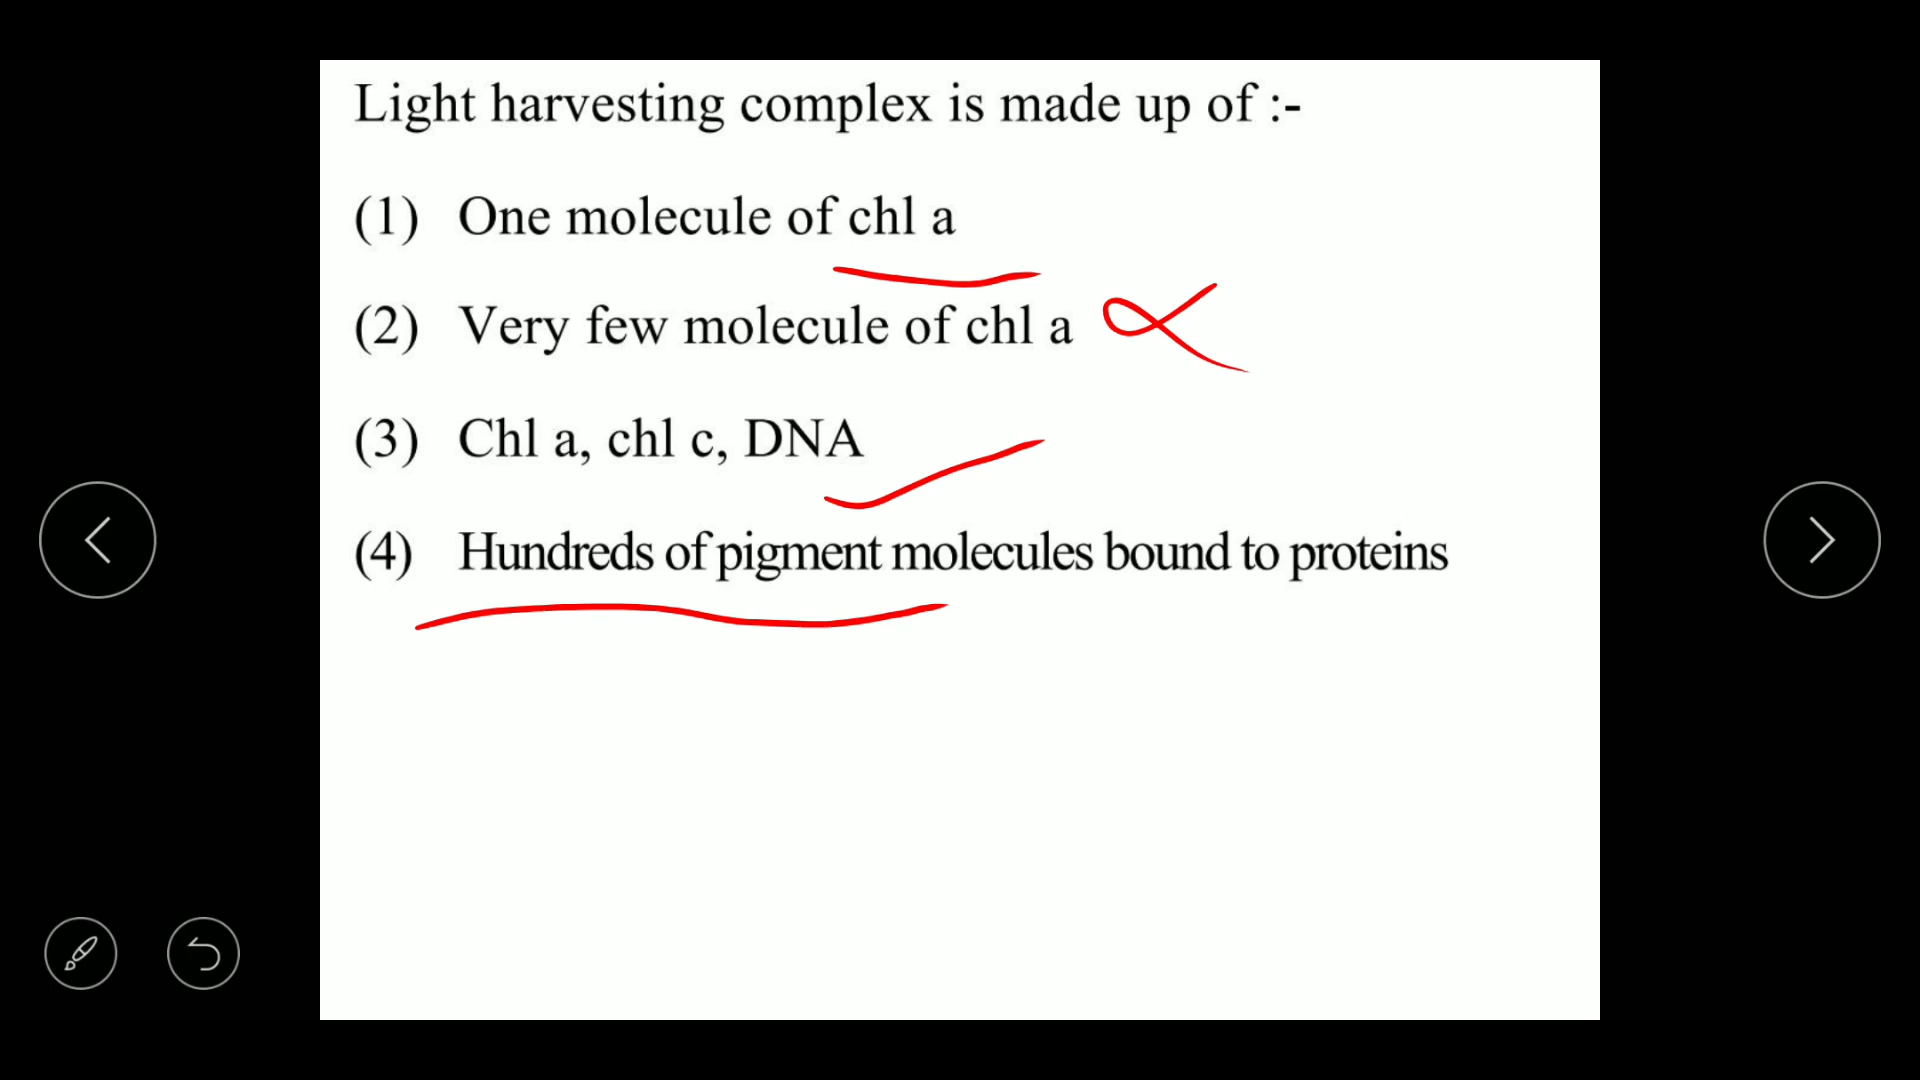 Light harvesting complex is made up of :-
(1) One molecule of chl a
(2) Very few molecule of chl a
(3) Chl a, chl c, DNA
(4) Hundreds of pigment molecules bound to proteins